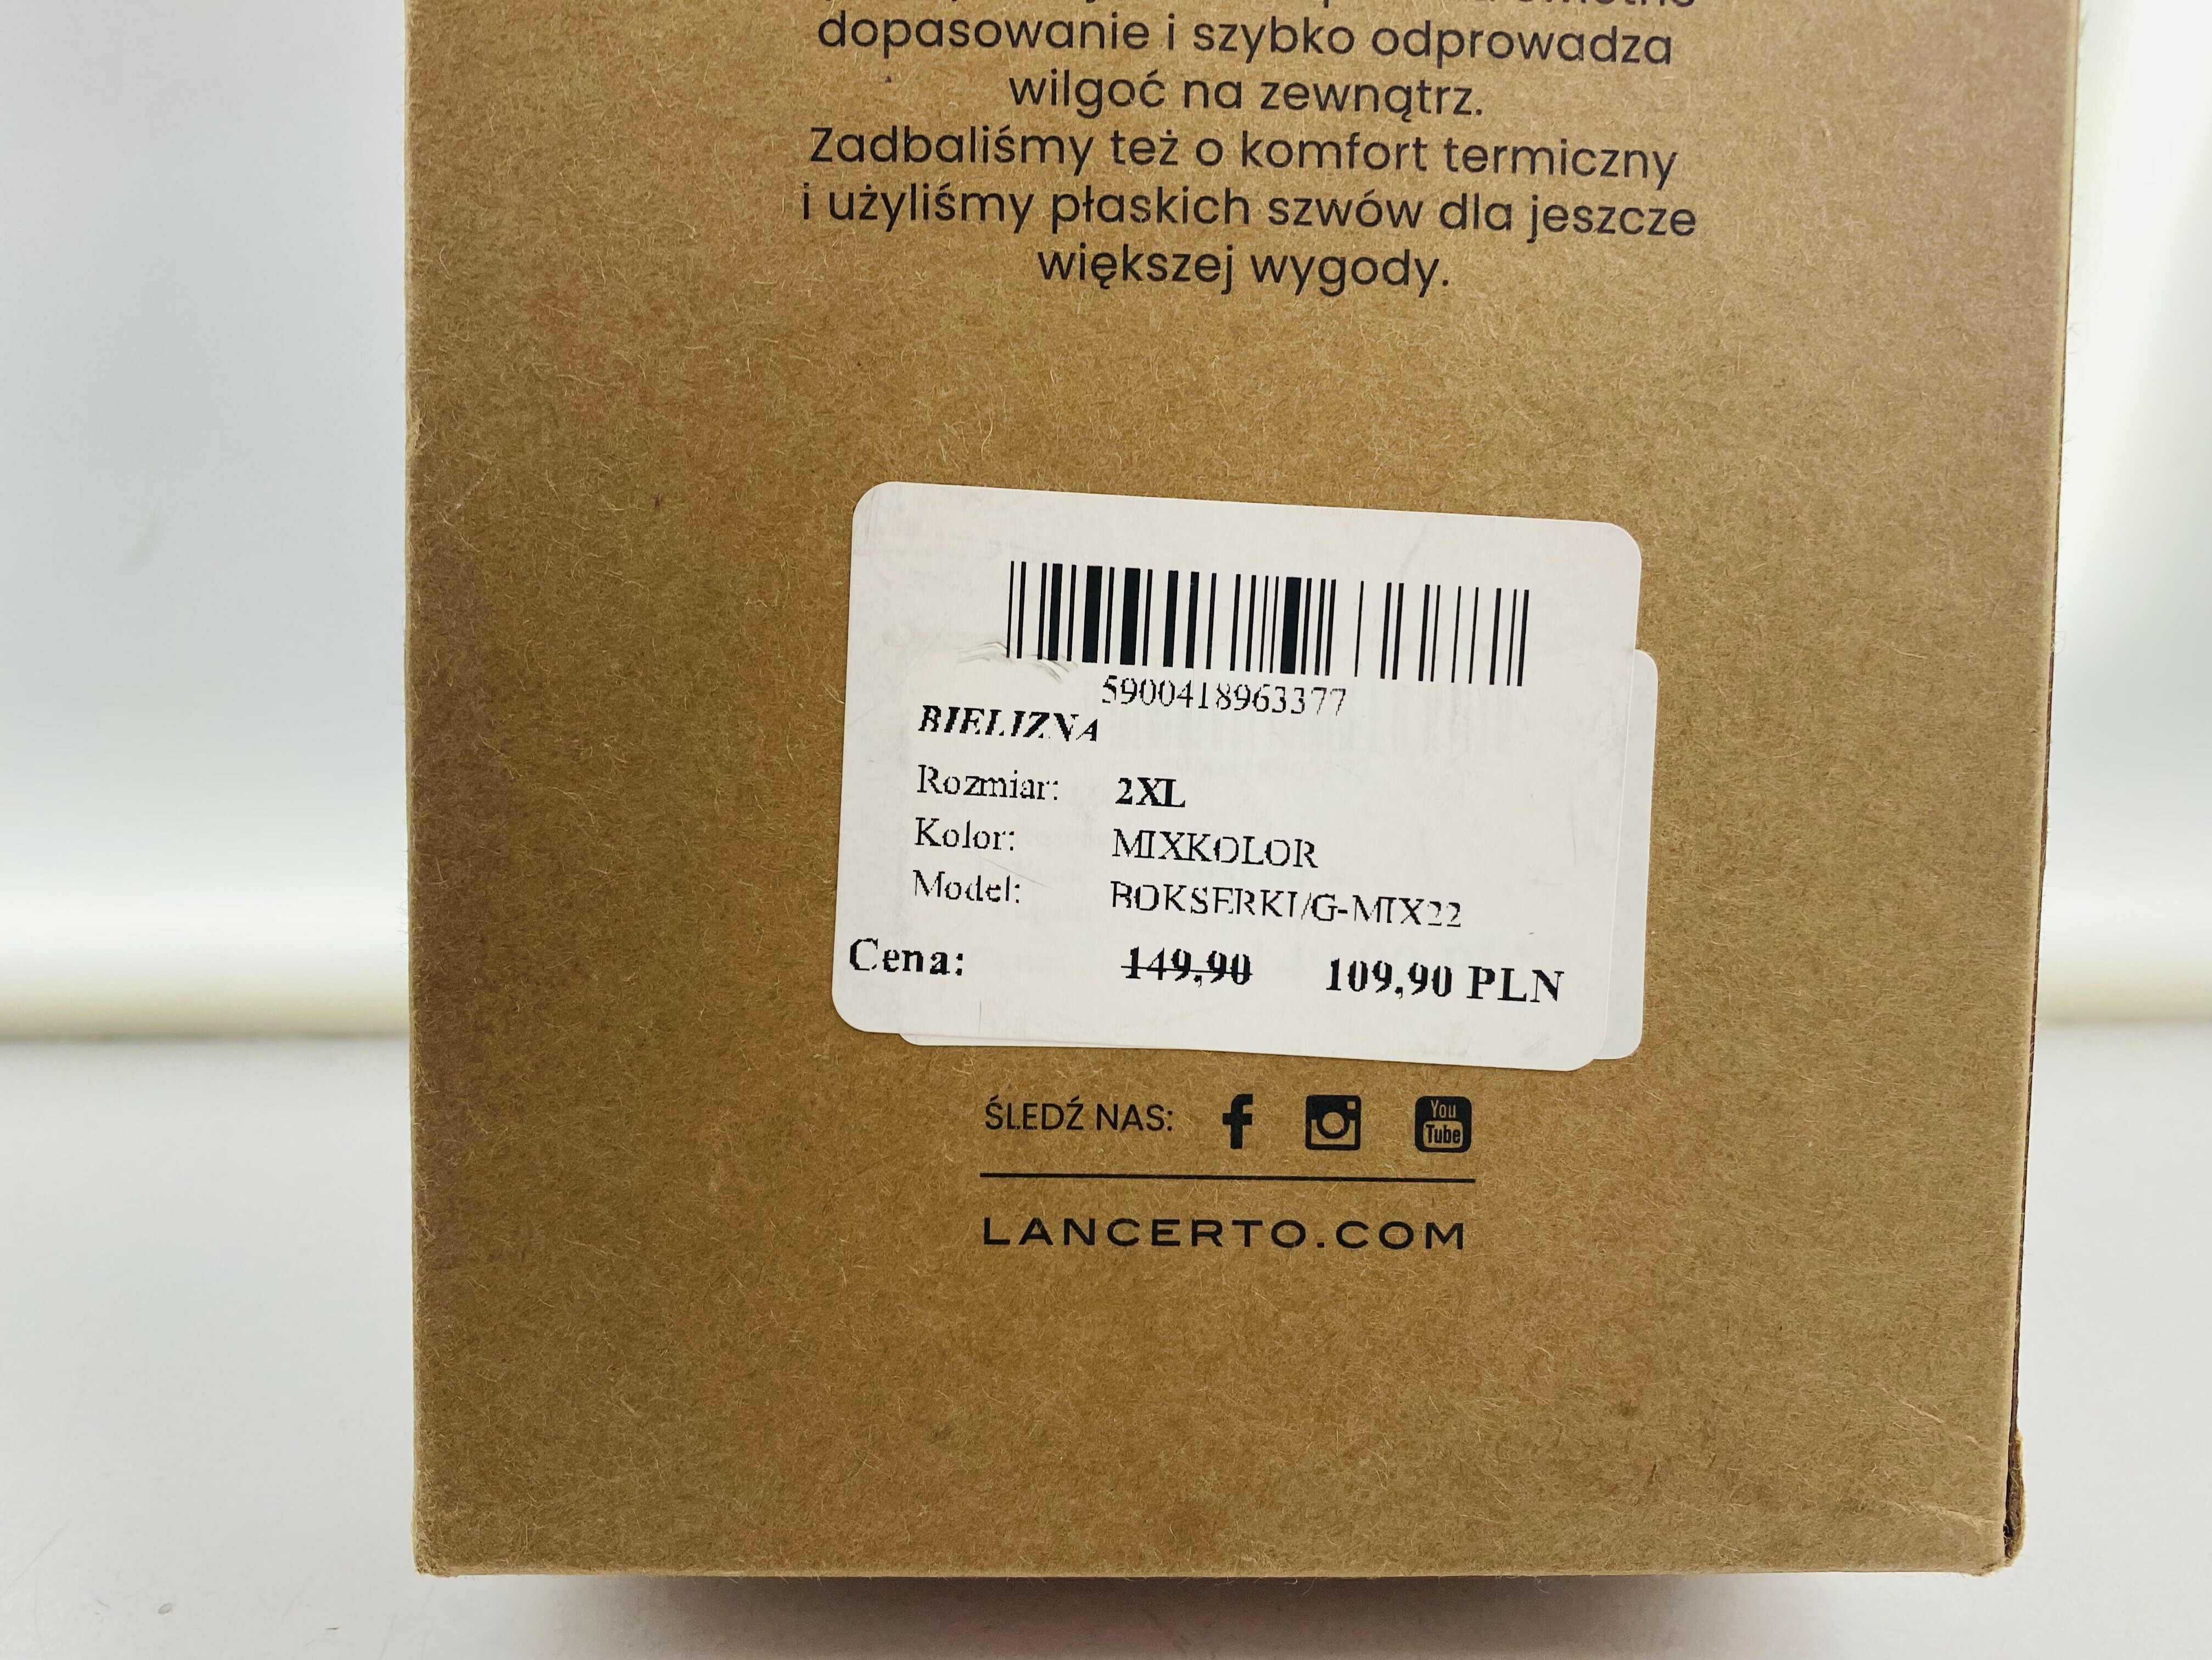 dopasowanie i szybko odprowadza
wilgoć na zewnątrz.
Zadbaliśmy też o komfort termiczny
i użyliśmy płaskich szwów dla jeszcze
większej wygody.
5900418963377
BIELIZNA
Rozmiar: 2XL
Kolor: MIXKOLOR
Model: BOKSERKI/G-MIX22
Cena: 149,90 109,90 PLN
ŚLEDŹ NAS: f You Tube
LANCERTO.COM